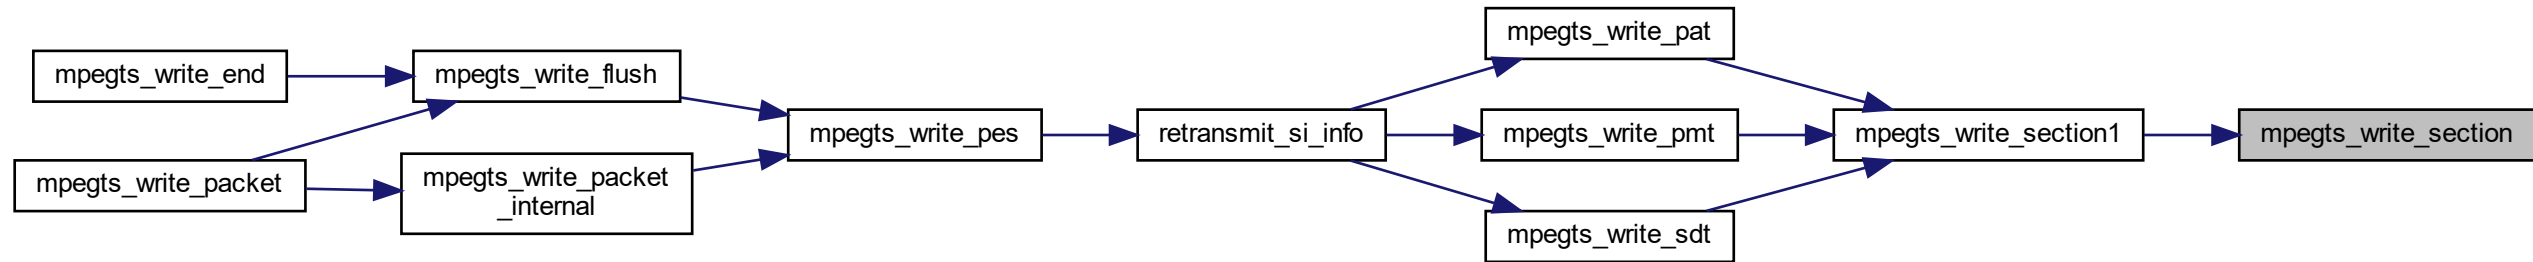 mpegts_write_end
mpegts_write_packet
mpegts_write_flush
mpegts_write_packet
_internal
mpegts_write_pes
retransmit_si_info
mpegts_write_pat
mpegts_write_pmt
mpegts_write_sdt
mpegts_write_section1
mpegts_write_section